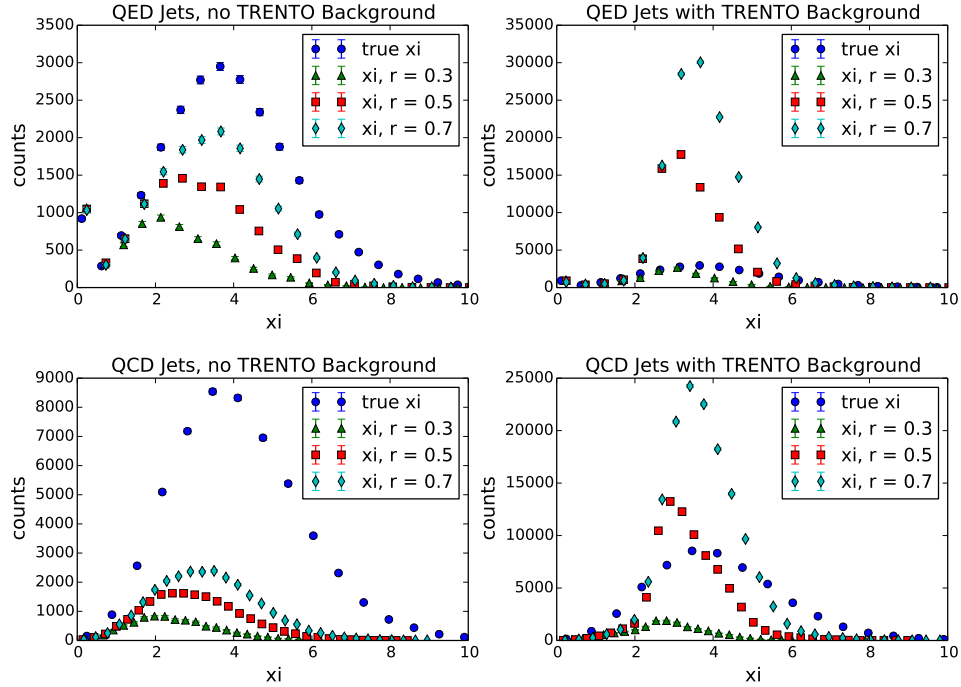 QED Jets, no TRENTO Background
3500
3000
2500
2000
1500
1000
500
0
counts
0 2 4 6 8 10
xi
true xi
xi, r = 0.3
xi, r = 0.5
xi, r = 0.7
QED Jets with TRENTO Background
35000
30000
25000
20000
15000
10000
5000
0
counts
0 2 4 6 8 10
xi
true xi
xi, r = 0.3
xi, r = 0.5
xi, r = 0.7
QCD Jets, no TRENTO Background
9000
8000
7000
6000
5000
4000
3000
2000
1000
0
counts
0 2 4 6 8 10
xi
true xi
xi, r = 0.3
xi, r = 0.5
xi, r = 0.7
QCD Jets with TRENTO Background
25000
20000
15000
10000
5000
0
counts
0 2 4 6 8 10
xi
true xi
xi, r = 0.3
xi, r = 0.5
xi, r = 0.7